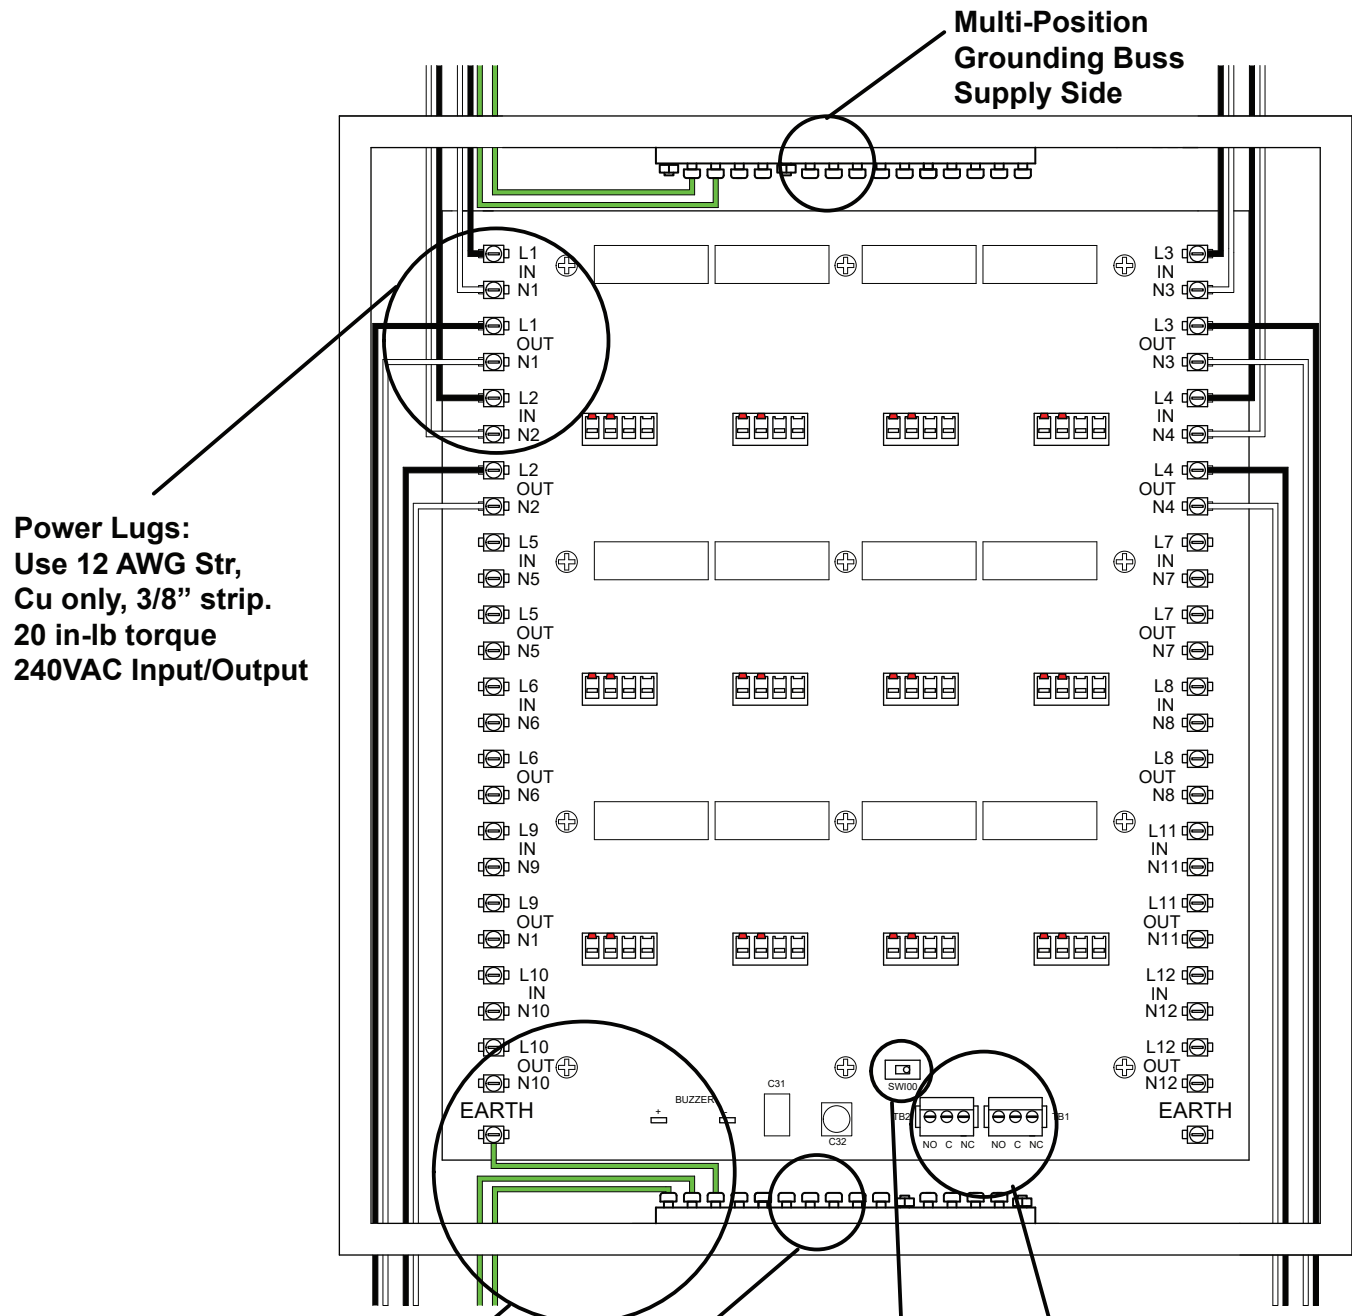 Multi-Position
Grounding Buss
Supply Side
Power Lugs:
Use 12 AWG Str,
Cu only, 3/8” strip.
20 in-lb torque
240VAC Input/Output
L1
IN
N1
L1
OUT
N1
L2
IN
N2
L2
OUT
N2
L5
IN
N5
L5
OUT
N5
L6
IN
N6
L6
OUT
N6
L9
IN
N9
L9
OUT
N1
L10
IN
N10
L10
OUT
N10
EARTH
L3
IN
N3
L3
OUT
N3
L4
IN
N4
L4
OUT
N4
L7
IN
N7
L7
OUT
N7
L8
IN
N8
L8
OUT
N8
L11
IN
N11
L11
OUT
N11
L12
IN
N12
L12
OUT
N12
EARTH
+ BUZZER -
C31
C32
SWI00
TB2
NO C NC
NO C NC
TB1